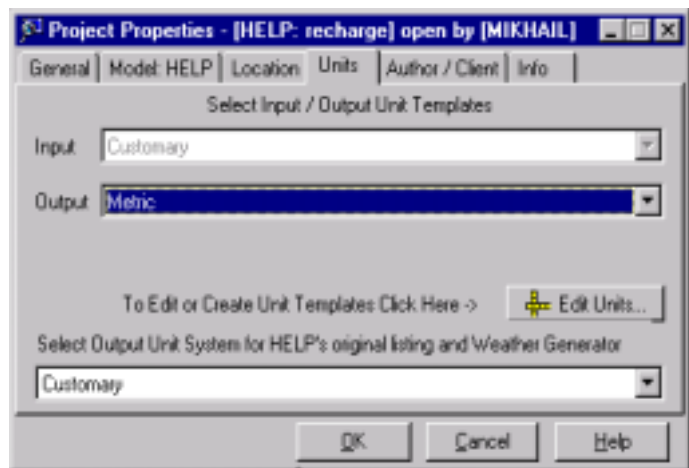 Project Properties - [HELP: recharge] open by [MIKHAIL]
General Model: HELP Location Units Author / Client Info
Select Input / Output Unit Templates
Input Customary
Output Metric
To Edit or Create Unit Templates Click Here -> Edit Units...
Select Output Unit System for HELP's original listing and Weather Generator
Customary
OK Cancel Help